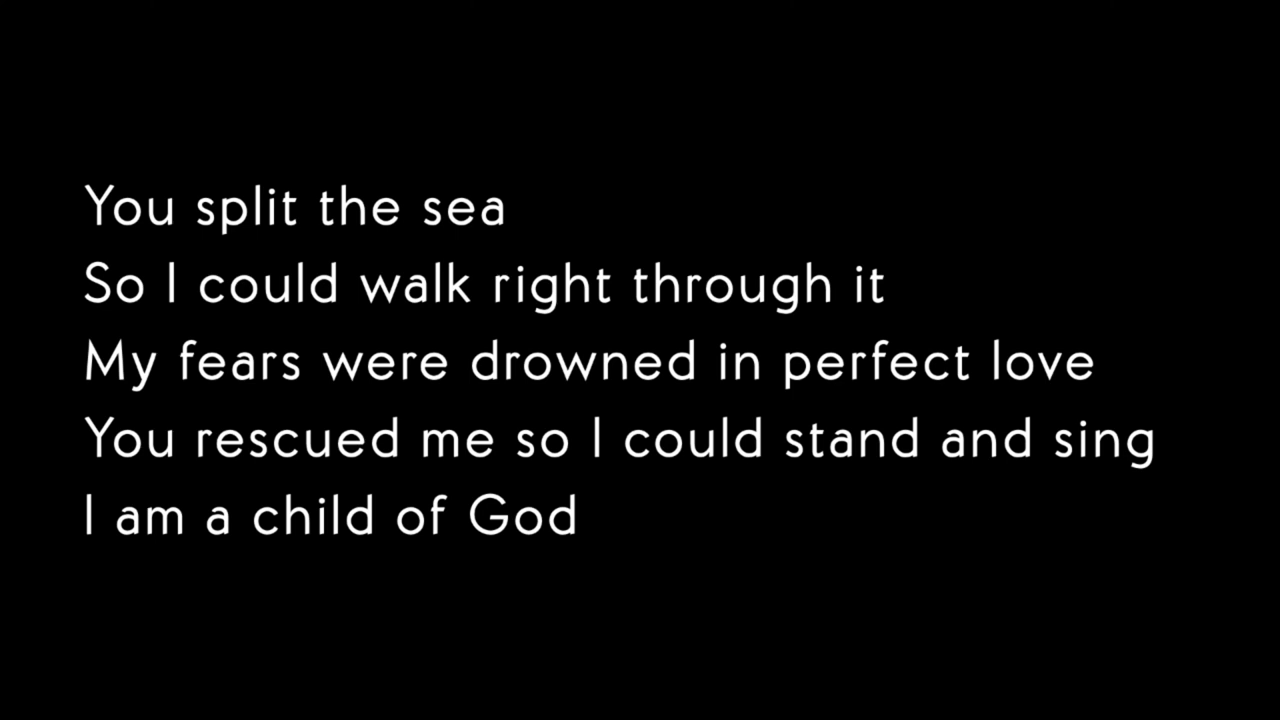 You split the sea
So I could walk right through it
My fears were drowned in perfect love
You rescued me so I could stand and sing
I am a child of God